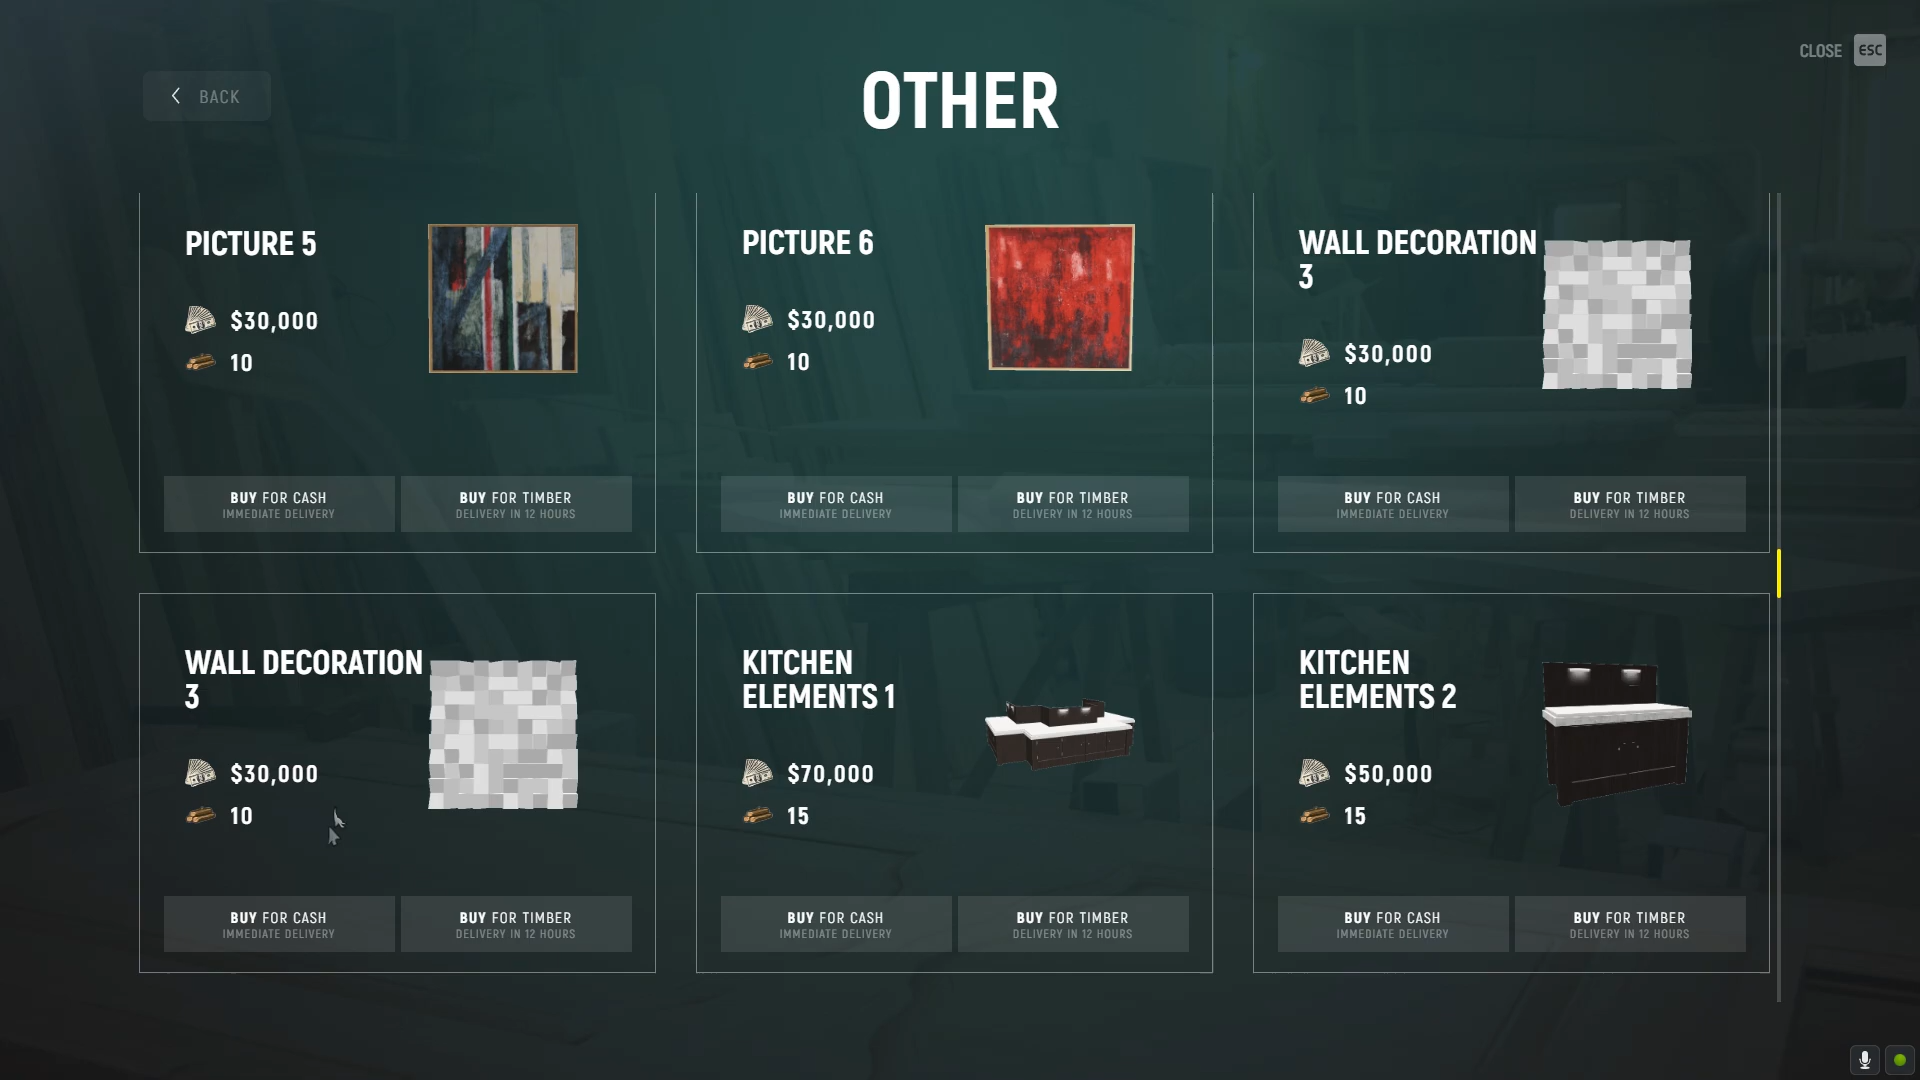 CLOSE ESC
BACK
OTHER
PICTURE 5
$30,000
10
BUY FOR CASH
IMMEDIATE DELIVERY
BUY FOR TIMBER
DELIVERY IN 12 HOURS
PICTURE 6
$30,000
10
BUY FOR CASH
IMMEDIATE DELIVERY
BUY FOR TIMBER
DELIVERY IN 12 HOURS
WALL DECORATION
3
$30,000
10
BUY FOR CASH
IMMEDIATE DELIVERY
BUY FOR TIMBER
DELIVERY IN 12 HOURS
WALL DECORATION
3
$30,000
10
BUY FOR CASH
IMMEDIATE DELIVERY
BUY FOR TIMBER
DELIVERY IN 12 HOURS
KITCHEN
ELEMENTS 1
$70,000
15
BUY FOR CASH
IMMEDIATE DELIVERY
BUY FOR TIMBER
DELIVERY IN 12 HOURS
KITCHEN
ELEMENTS 2
$50,000
15
BUY FOR CASH
IMMEDIATE DELIVERY
BUY FOR TIMBER
DELIVERY IN 12 HOURS